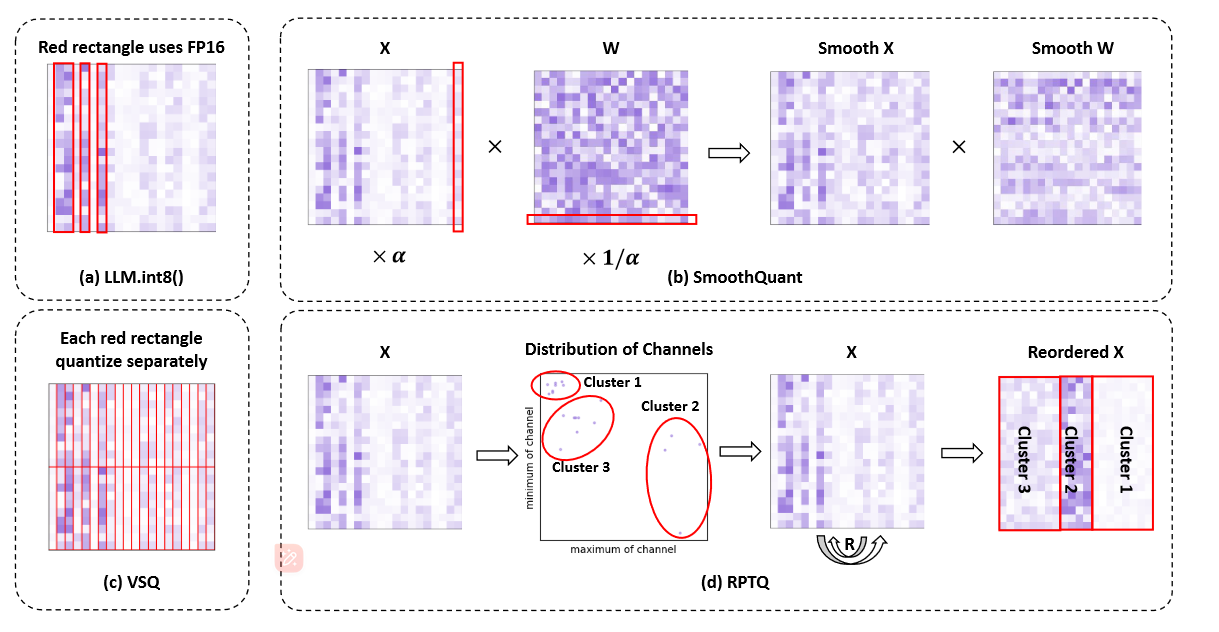 Red rectangle uses FP16
(a) LLM.int8()
X
W
Smooth X
Smooth W
×
×
× α
× 1/α
(b) SmoothQuant
Each red rectangle
quantize separately
(c) VSQ
X
Distribution of Channels
X
Reordered X
Cluster 1
Cluster 2
Cluster 3
minimum of channel
maximum of channel
R
Cluster 3
Cluster 2
Cluster 1
(d) RPTQ